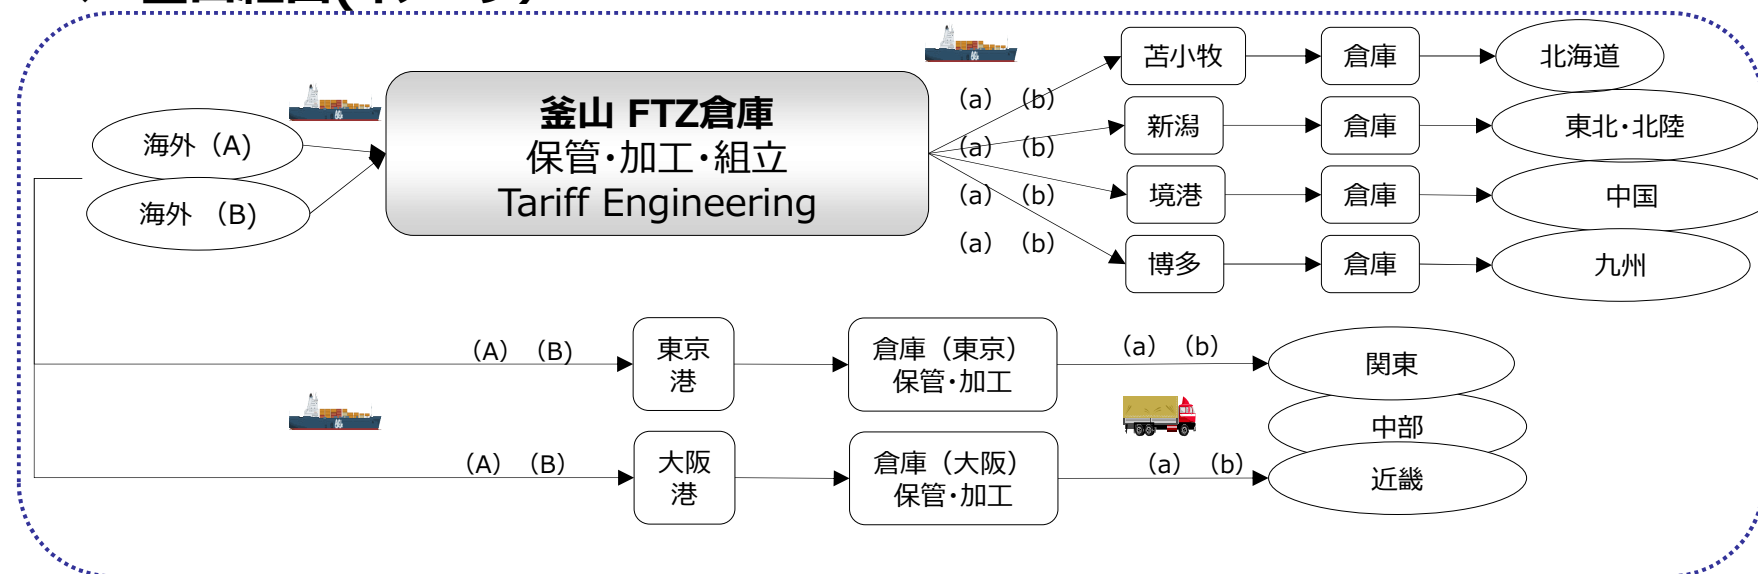 海外（A)
海外 （B)
釜山 FTZ倉庫
保管･加工･組立
Tariff Engineering
（a）（b）
（a）（b）
（a）（b）
（a）（b）
苫小牧
倉庫
北海道
新潟
倉庫
東北･北陸
境港
倉庫
中国
博多
倉庫
九州
（A）（B)
東京
港
倉庫（東京）
保管･加工
（a）（b）
関東
中部
（A）（B）
大阪
港
倉庫（大阪）
保管･加工
（a）（b）
近畿